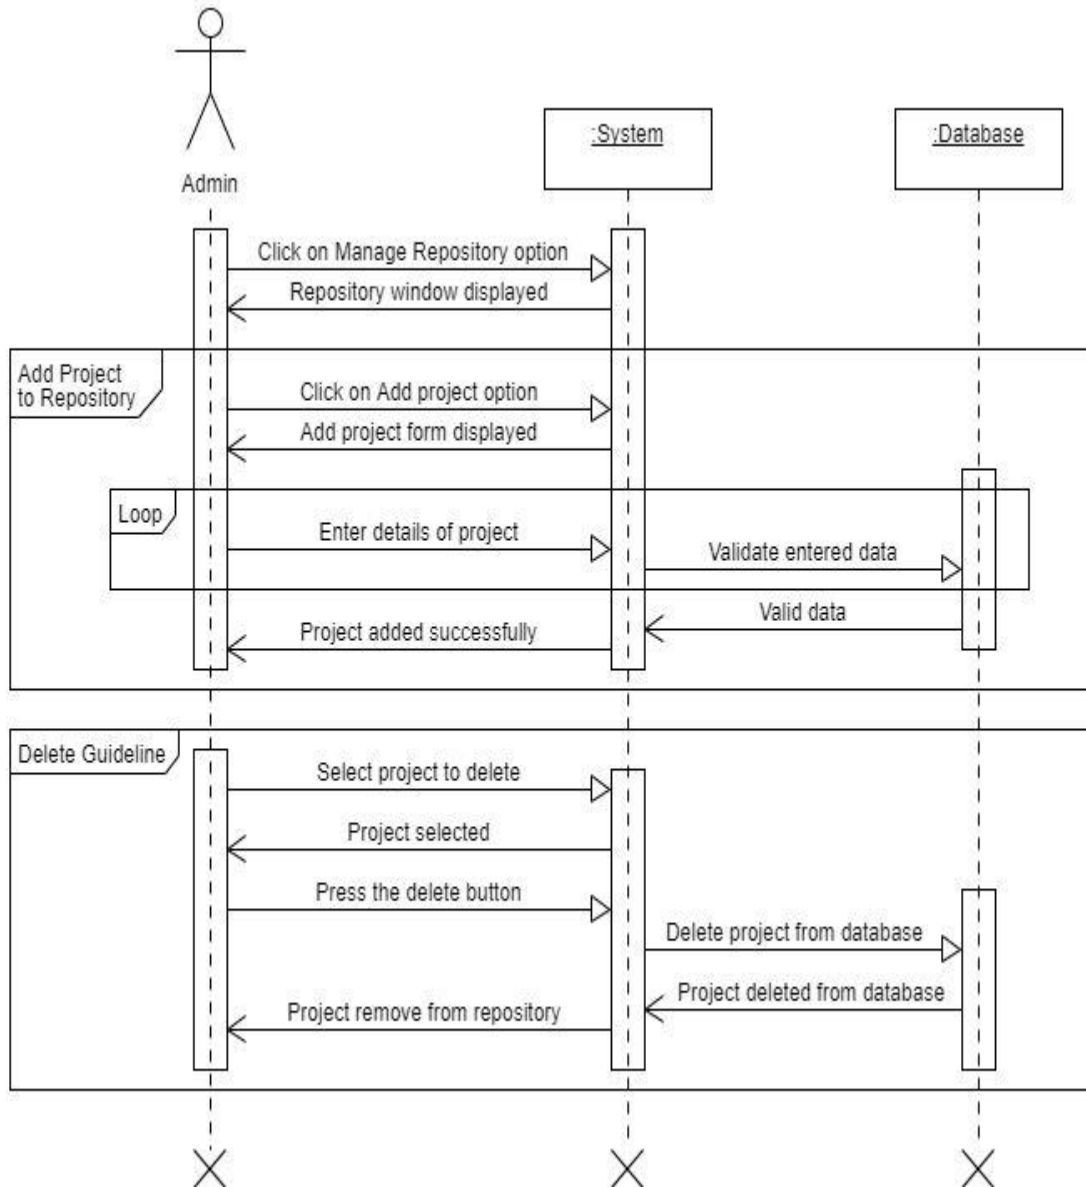 Admin
:System
:Database
Click on Manage Repository option
Repository window displayed
Add Project
to Repository
Click on Add project option
Add project form displayed
Loop
Enter details of project
Validate entered data
Valid data
Project added successfully
Delete Guideline
Select project to delete
Project selected
Press the delete button
Delete project from database
Project deleted from database
Project remove from repository